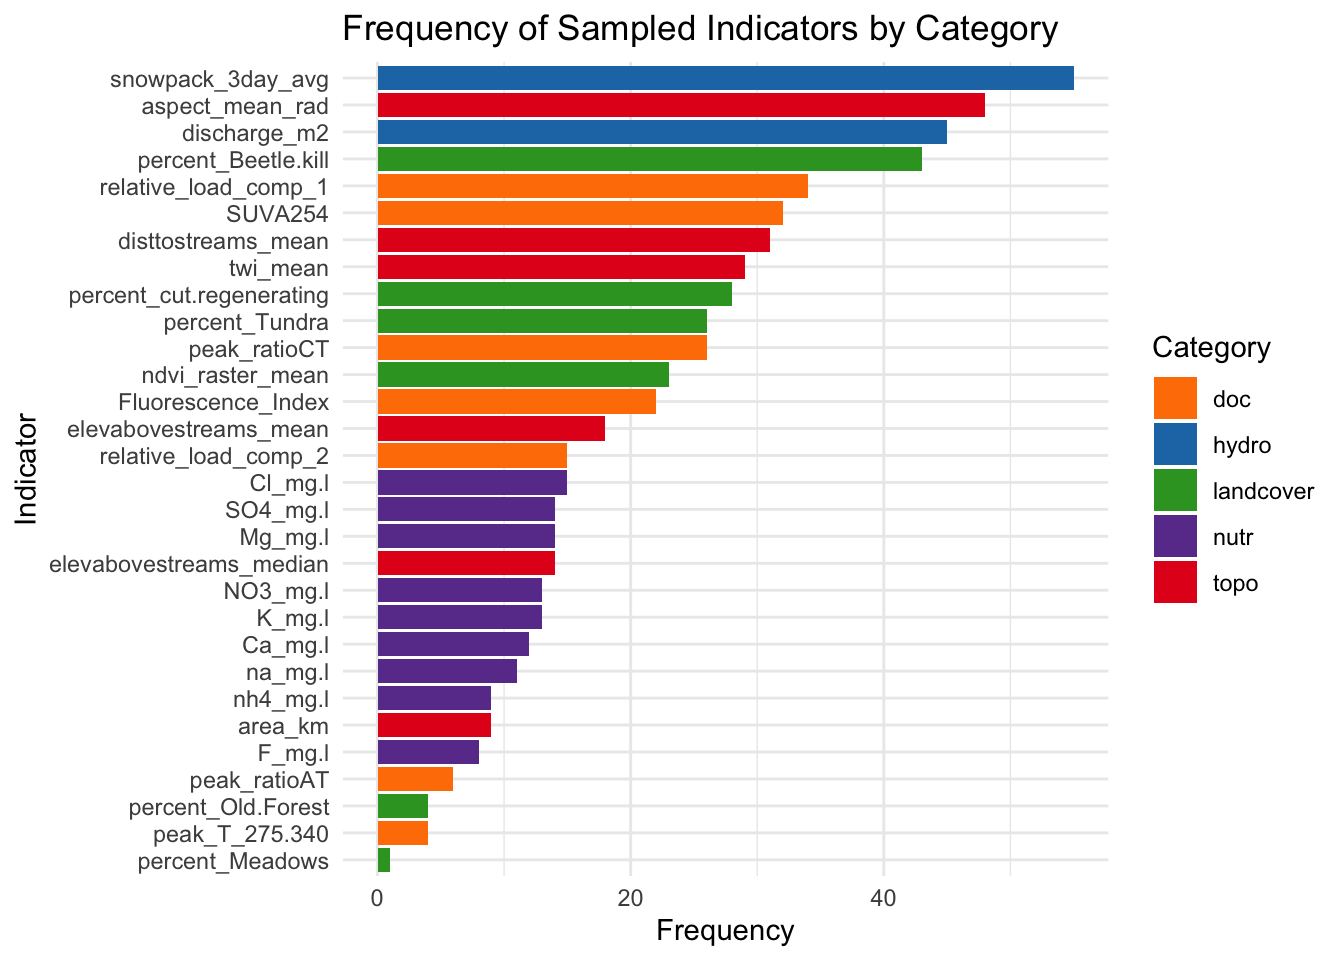 Frequency of Sampled Indicators by Category
snowpack_3day_avg
aspect_mean_rad
discharge_m2
percent_Beetle.kill
relative_load_comp_1
SUVA254
disttostreams_mean
twi_mean
percent_cut.regenerating
percent_Tundra
peak_ratioCT
ndvi_raster_mean
Fluorescence_Index
elevabovestreams_mean
relative_load_comp_2
Cl_mg.l
SO4_mg.l
Mg_mg.l
elevabovestreams_median
NO3_mg.l
K_mg.l
Ca_mg.l
na_mg.l
nh4_mg.l
area_km
F_mg.l
peak_ratioAT
percent_Old.Forest
peak_T_275.340
percent_Meadows
Indicator
0 20 40
Frequency
Category
doc
hydro
landcover
nutr
topo